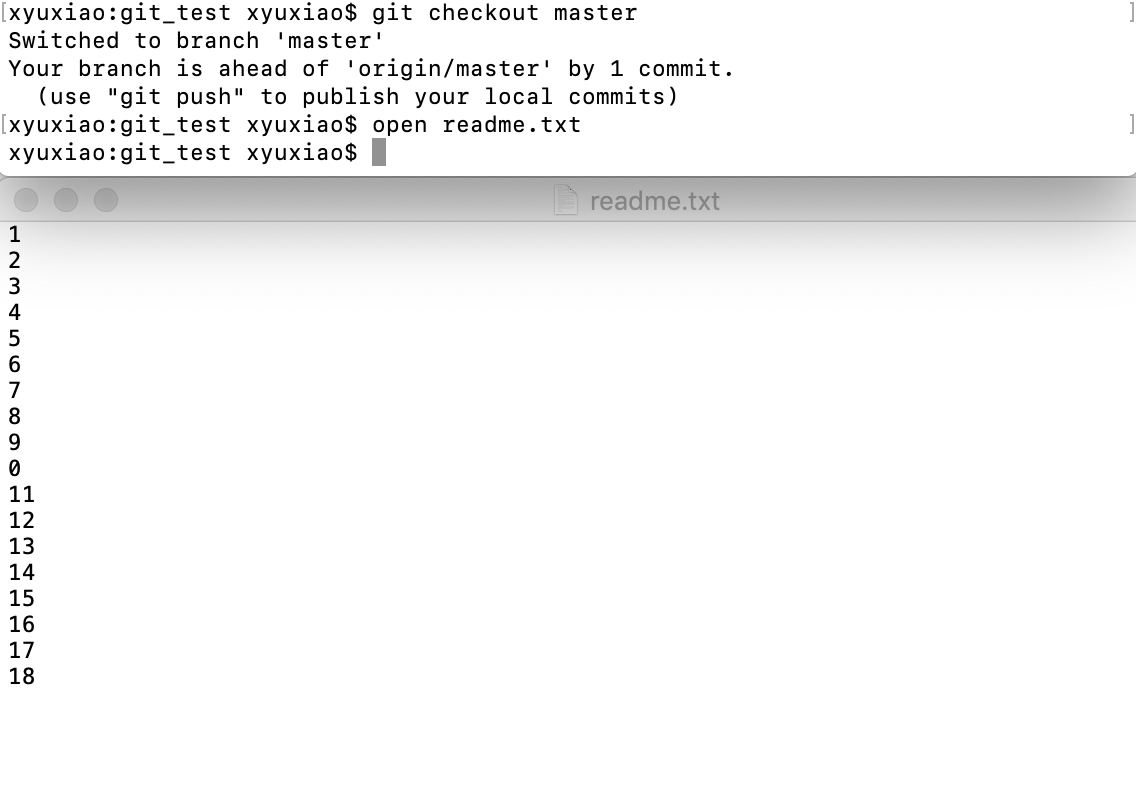 [xyuxiao:git_test xyuxiao$ git checkout master ]
Switched to branch 'master'
Your branch is ahead of 'origin/master' by 1 commit.
  (use "git push" to publish your local commits)
[xyuxiao:git_test xyuxiao$ open readme.txt ]
xyuxiao:git_test xyuxiao$
readme.txt
1
2
3
4
5
6
7
8
9
0
11
12
13
14
15
16
17
18